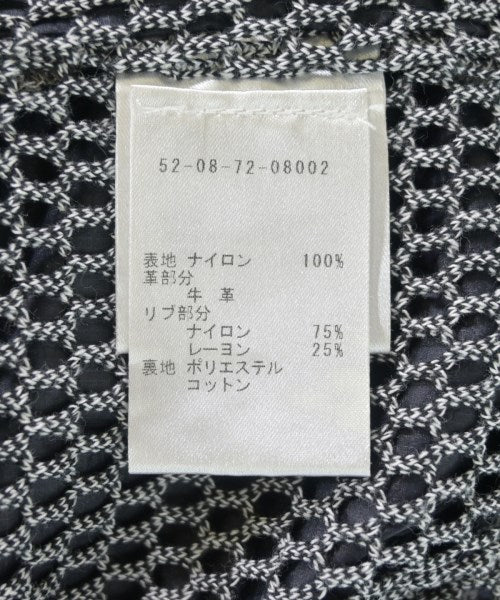 52-08-72-08002
表地 ナイロン 100%
革部分
牛 革
リブ部分
ナイロン 75%
レーヨン 25%
裏地 ポリエステル
コットン